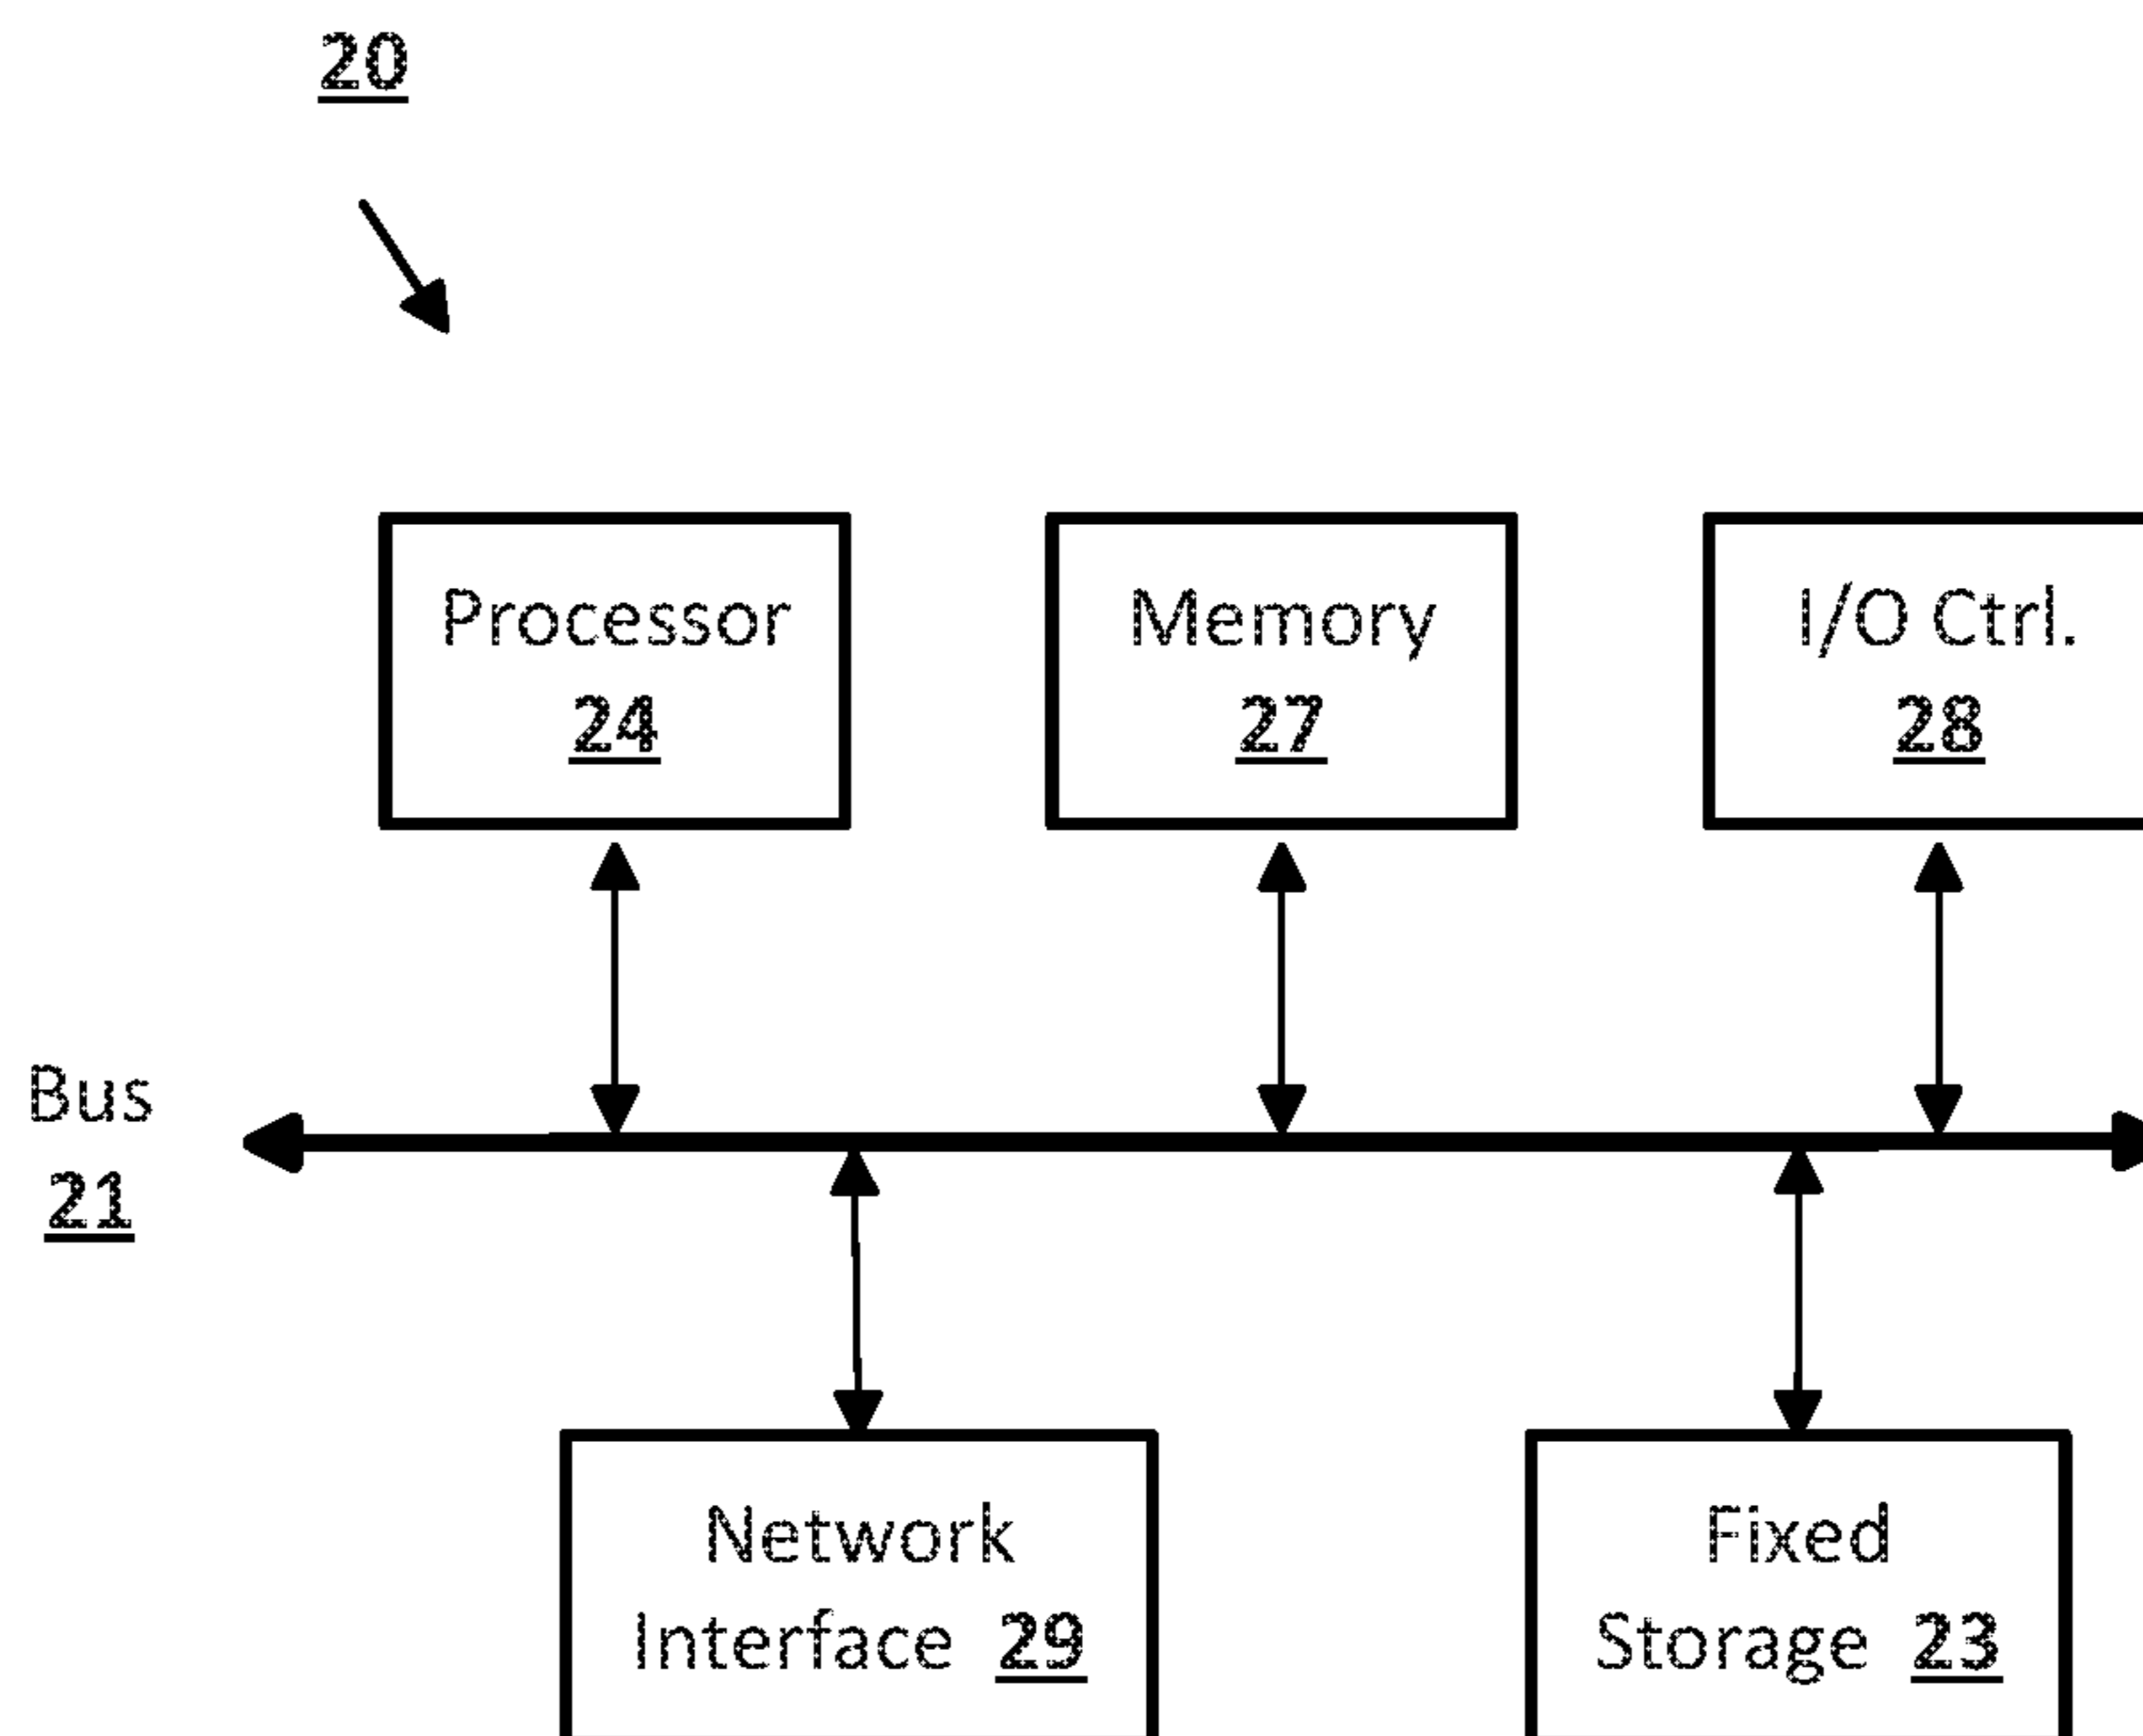 20
Processor
24
Memory
27
I/O Ctrl.
28
Bus
21
Network
Interface 29
Fixed
Storage 23